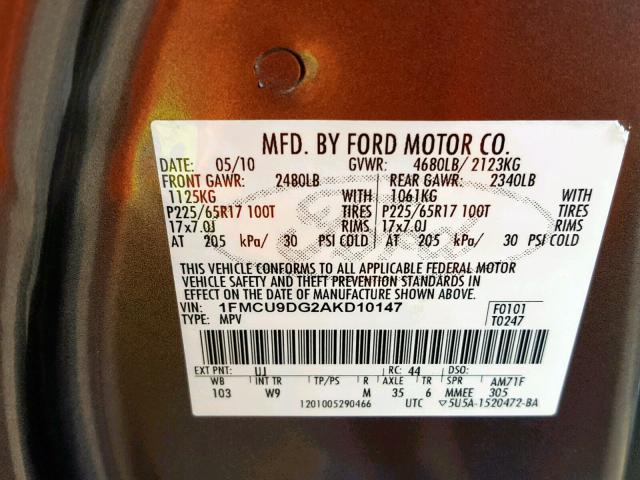 MFD. BY FORD MOTOR CO.
DATE: 05/10 GVWR: 4680LB/ 2123KG
FRONT GAWR: 2480LB REAR GAWR: 2340LB
1125KG WITH 1061KG WITH
P225/65R17 100T TIRES P225/65R17 100T TIRES
17x7.0J RIMS 17x7.0J RIMS
AT 205 kPa/ 30 PSI COLD AT 205 kPa/ 30 PSI COLD
THIS VEHICLE CONFORMS TO ALL APPLICABLE FEDERAL MOTOR
VEHICLE SAFETY AND THEFT PREVENTION STANDARDS IN
EFFECT ON THE DATE OF MANUFACTURE SHOWN ABOVE.
VIN: 1FMCU9DG2AKD10147 F0101
TYPE: MPV T0247
EXT PNT: UJ RC: 44 DSO:
WB INT TR TP/PS R AXLE TR SPR AM71F
103 W9 M 35 6 MMEE 305
1201005290466 UTC ▽5U5A-1520472-BA
Ford